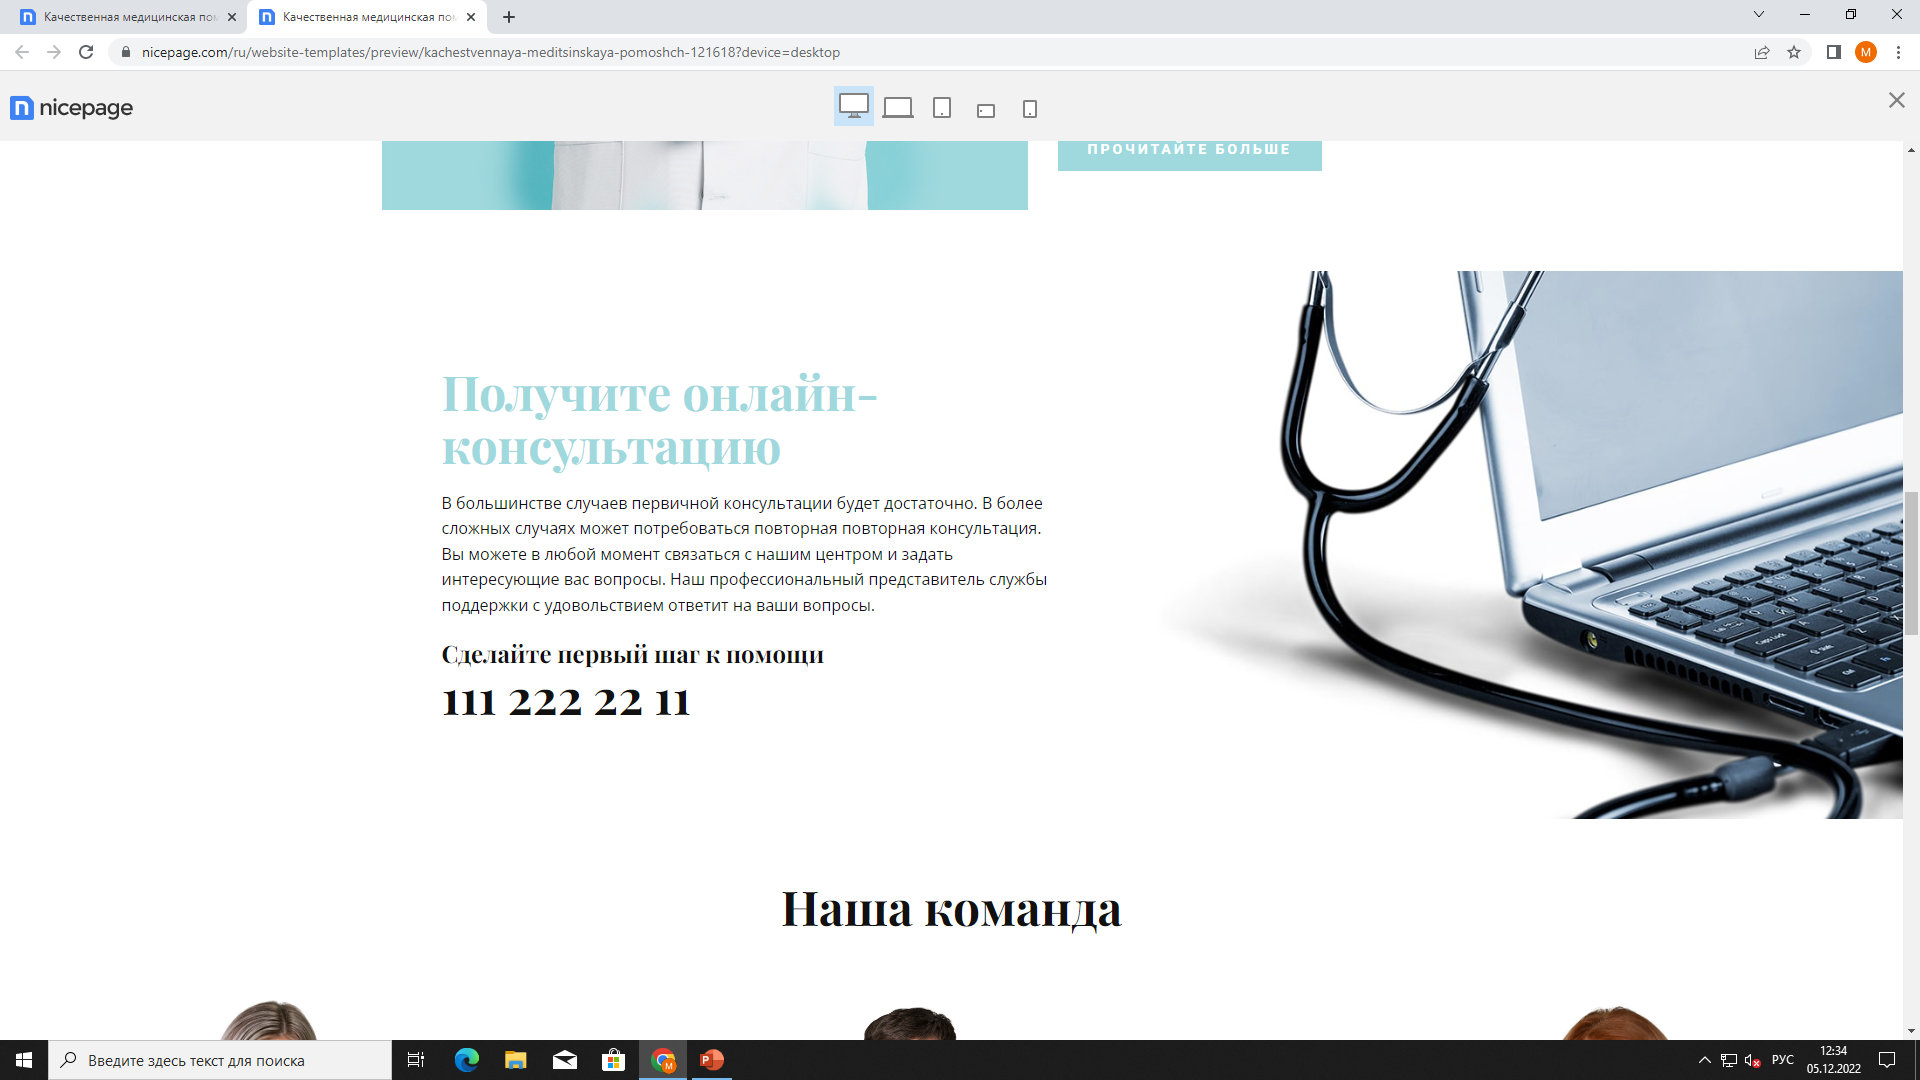 Качественная медицинская пом
Качественная медицинская пом
nicepage.com/ru/website-templates/preview/kachestvennaya-meditsinskaya-pomoshch-121618?device=desktop
M
nicepage
ПРОЧИТАЙТЕ БОЛЬШЕ
Получите онлайн-
консультацию
В большинстве случаев первичной консультации будет достаточно. В более
сложных случаях может потребоваться повторная повторная консультация.
Вы можете в любой момент связаться с нашим центром и задать
интересующие вас вопросы. Наш профессиональный представитель службы
поддержки с удовольствием ответит на ваши вопросы.
Сделайте первый шаг к помощи
111 222 22 11
Caps Lock
Наша команда
Введите здесь текст для поиска
РУС
12:34
05.12.2022